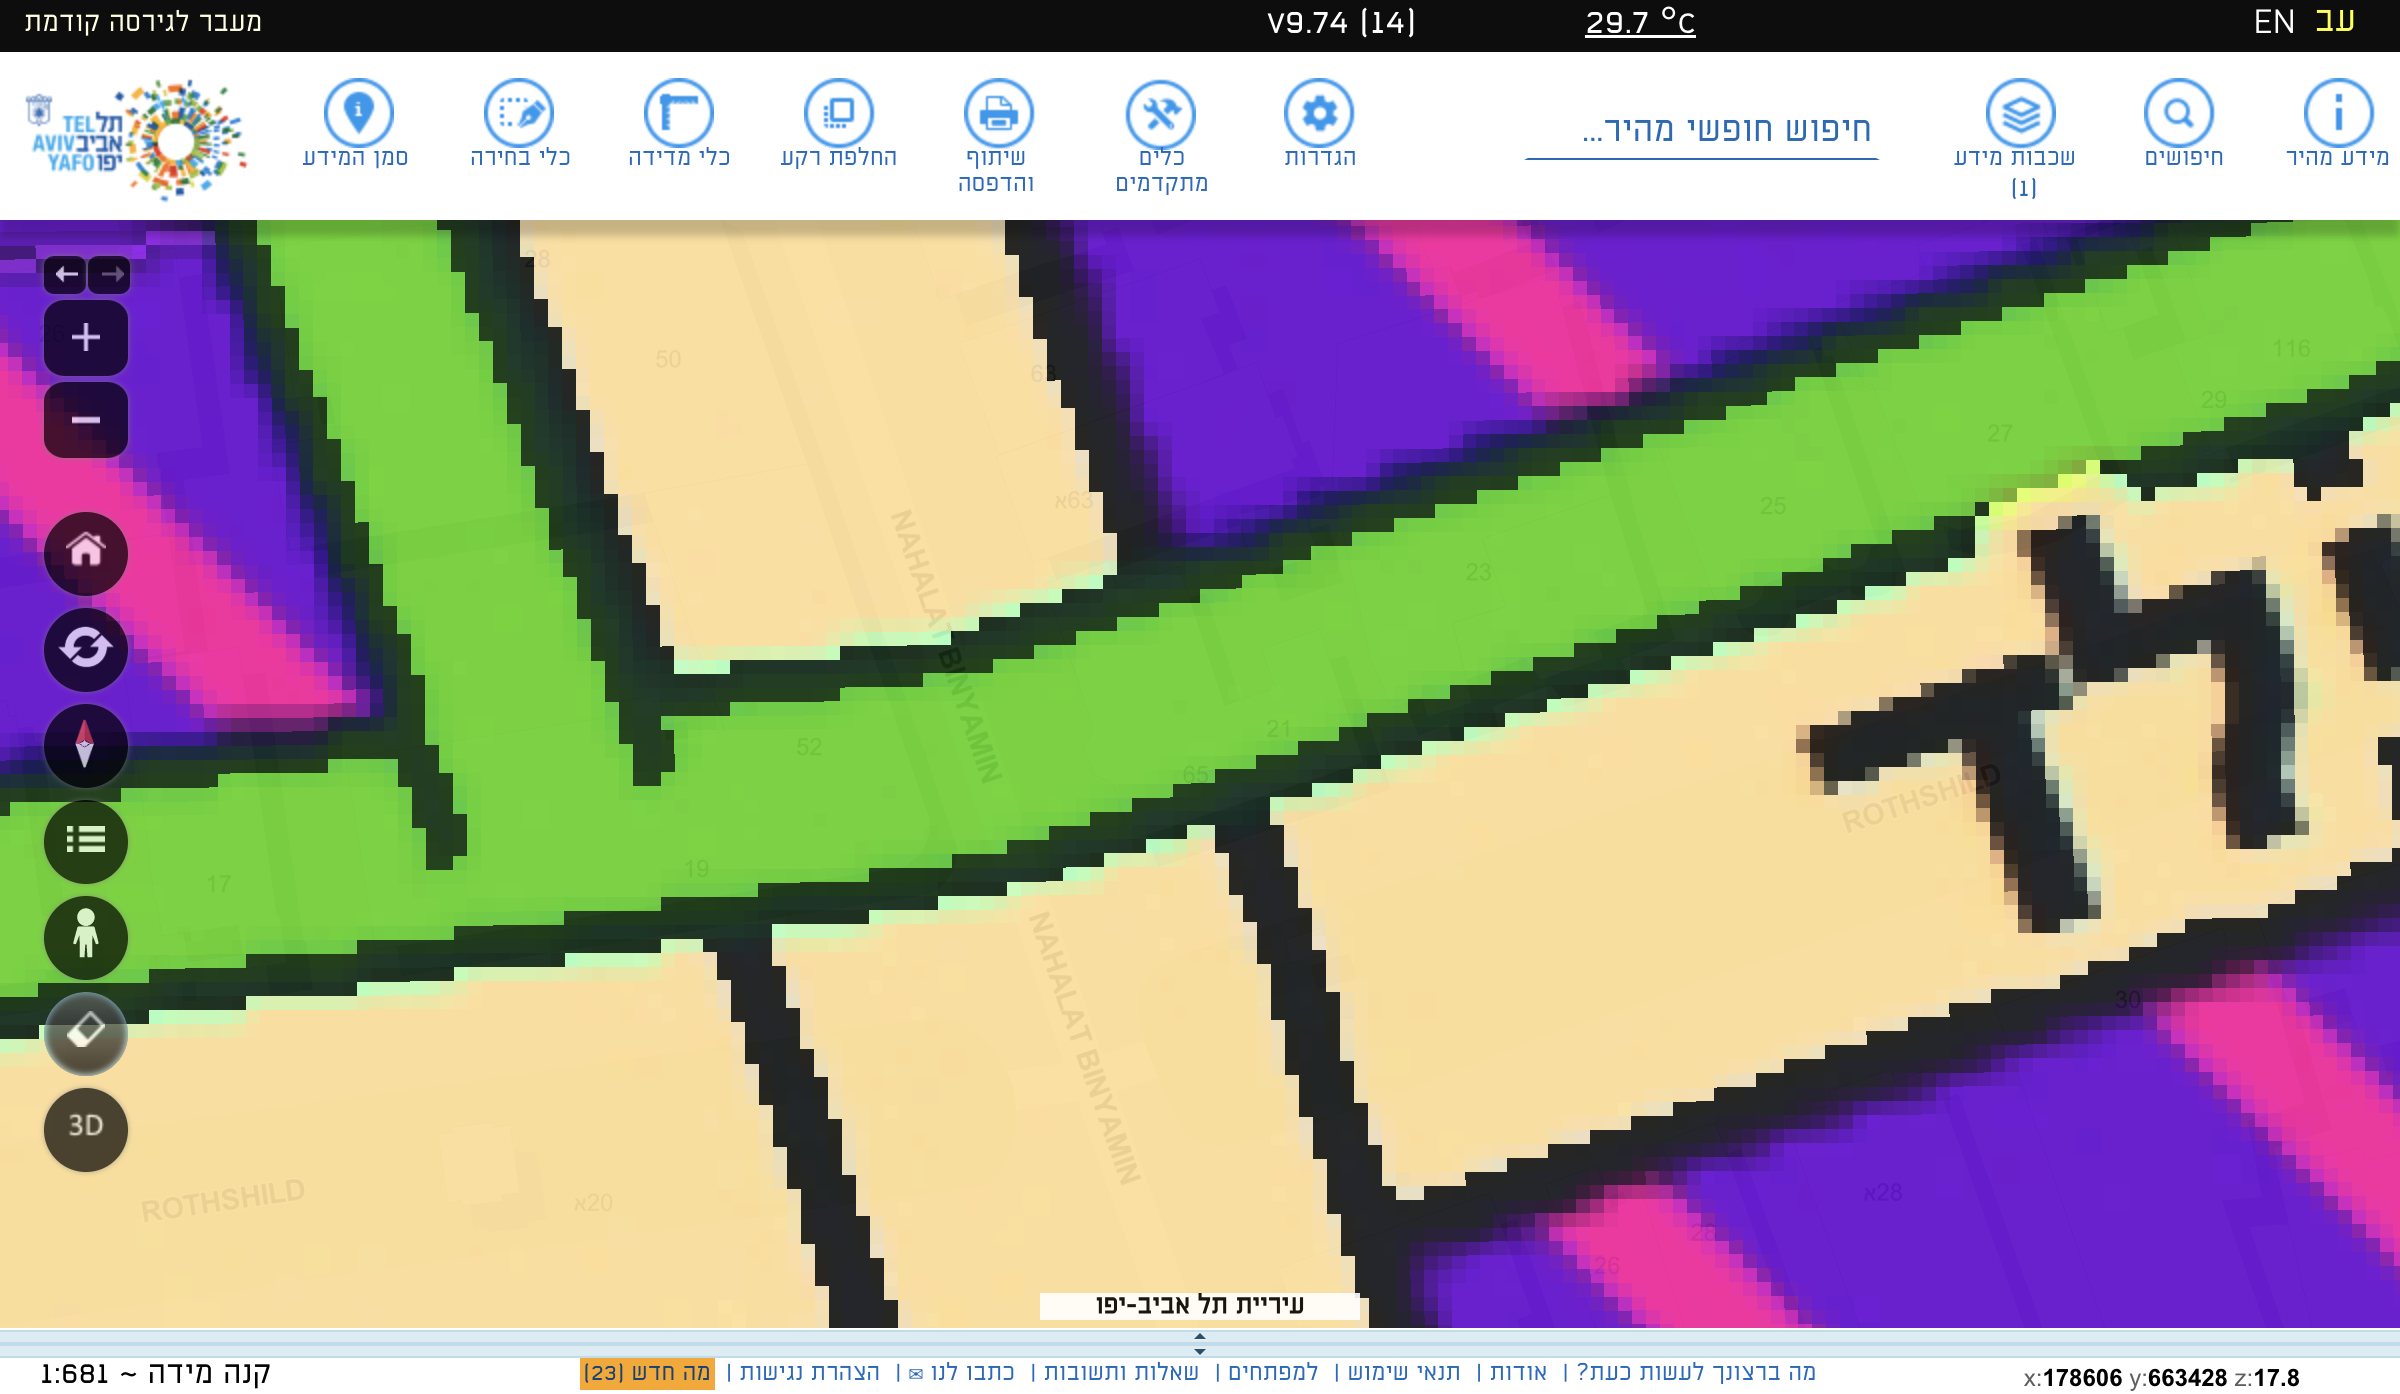 עב EN
29.7 °C
V9.74 (14)
מעבר לגירסה קודמת
מידע מהיר
חיפושים
שכבות מידע
(1)
חיפוש חופשי מהיר...
הגדרות
כלים
מתקדמים
שיתוף
והדפסה
החלפת רקע
כלי מדידה
כלי בחירה
סמן המידע
תל TEL
אביב AVIV
יפו YAFO
28
50
63
63א
116
29
27
25
23
NAHALAT BINYAMIN
52
21
65
ROTHSHILD
19
17
NAHALAT BINYAMIN
30
3D
ROTHSHILD
20א
28א
28
26
עיריית תל אביב-יפו
מה ברצונך לעשות כעת? | אודות | תנאי שימוש | למפתחים | שאלות ותשובות | כתבו לנו ✉ | הצהרת נגישות | מה חדש (23)
קנה מידה ~ 1:681
x:178606 y:663428 z:17.8